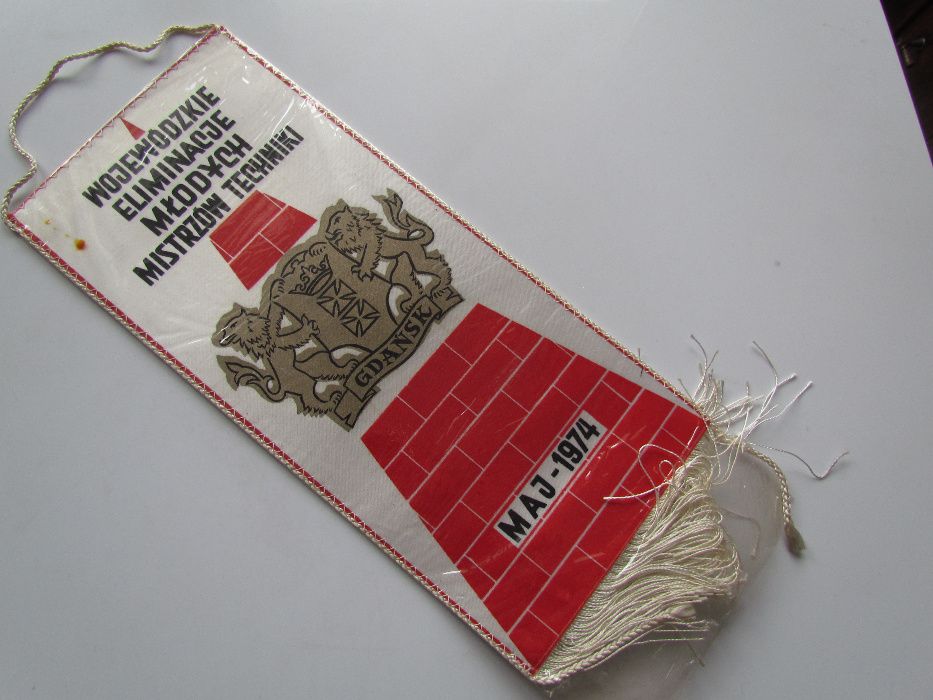 WOJEWÓDZKIE
ELIMINACJE
MŁODYCH
MISTRZÓW TECHNIKI
GDAŃSK
MAJ-1974